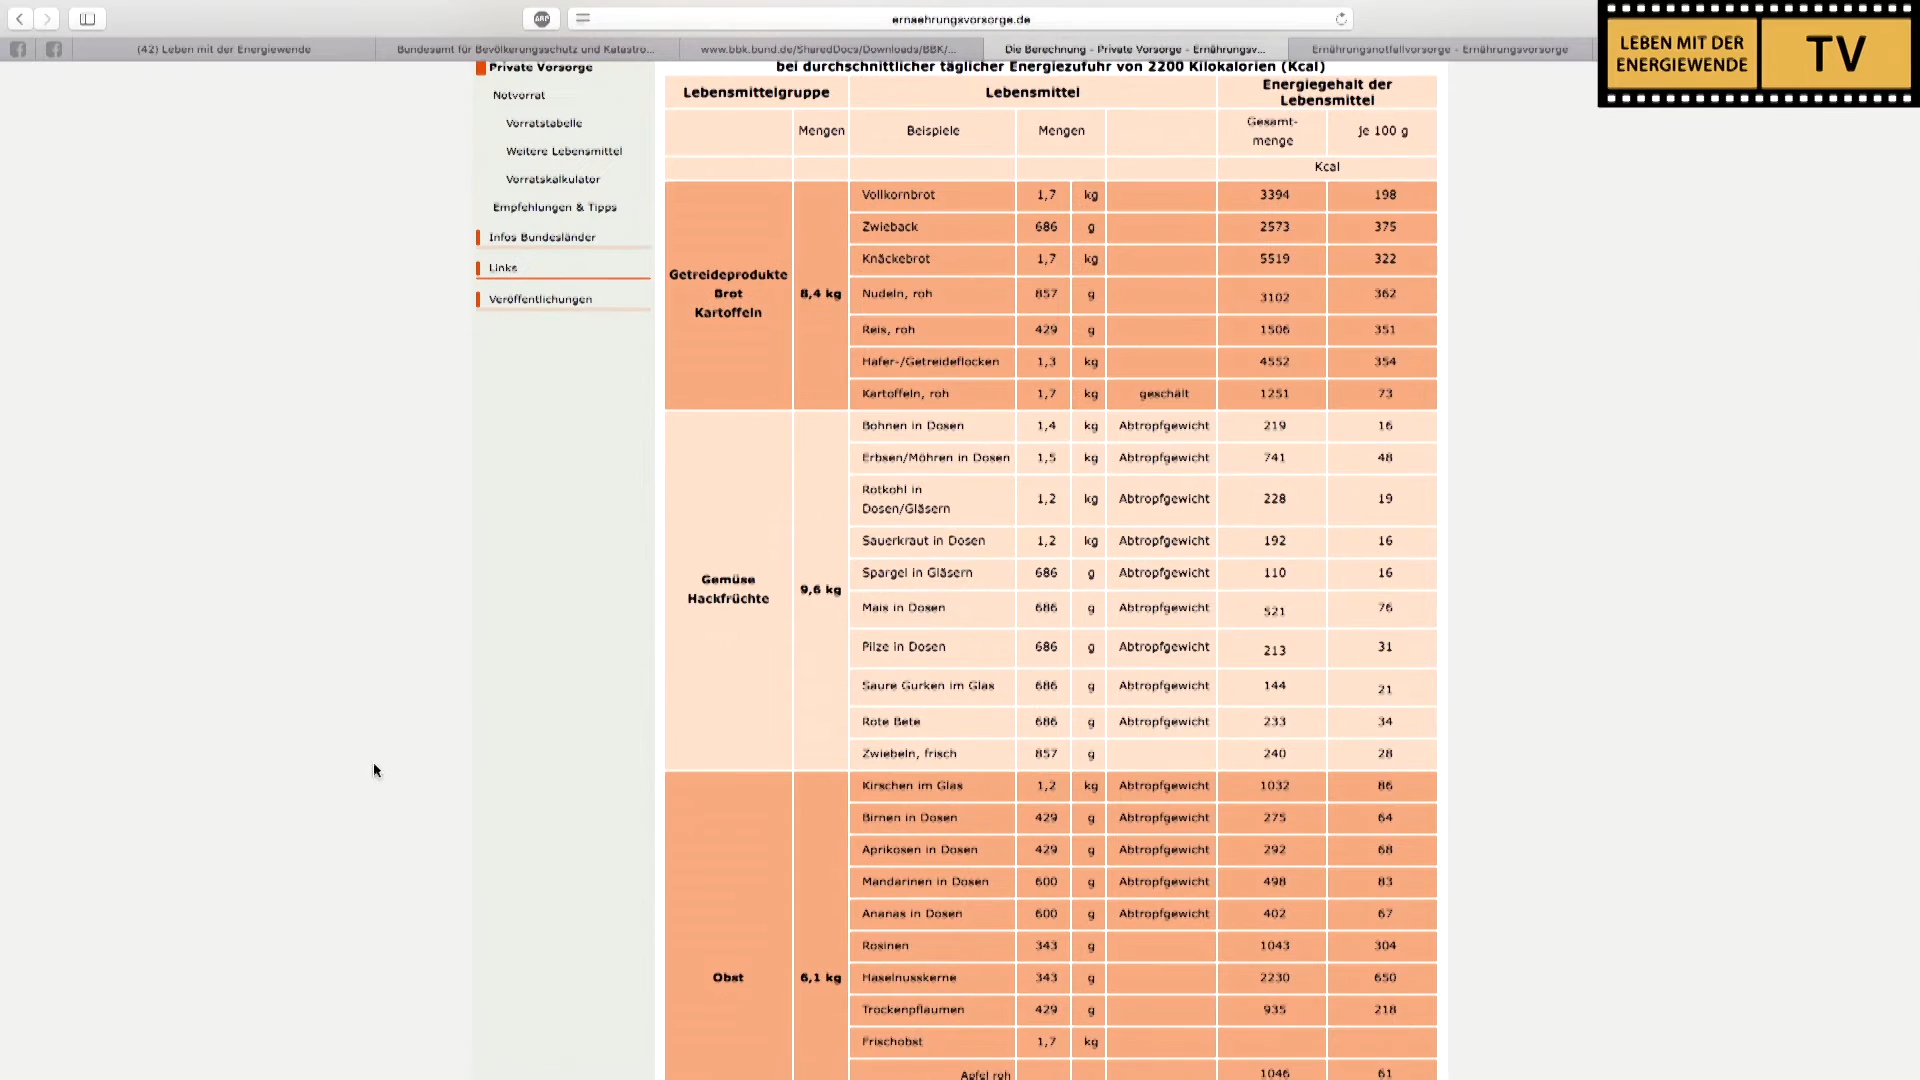 ernaehrungsvorsorge.de
ABP
(42) Leben mit der Energiewende
Bundesamt für Bevölkerungsschutz und Katastro...
www.bbk.bund.de/SharedDocs/Downloads/BBK/...
Die Berechnung - Private Vorsorge - Ernährungsv...
Ernährungsnotfallvorsorge - Ernährungsvorsorge
LEBEN MIT DER
ENERGIEWENDE
TV
Private Vorsorge
Notvorrat
Vorratstabelle
Weitere Lebensmittel
Vorratskalkulator
Empfehlungen & Tipps
Infos Bundesländer
Links
Veröffentlichungen
bei durchschnittlicher täglicher Energiezufuhr von 2200 Kilokalorien (Kcal)
Lebensmittelgruppe Lebensmittel Energiegehalt der
Lebensmittel
Mengen Beispiele Mengen Gesamt-
menge je 100 g
Kcal
Getreideprodukte
Brot
Kartoffeln
8,4 kg
Vollkornbrot 1,7 kg 3394 198
Zwieback 686 g 2573 375
Knäckebrot 1,7 kg 5519 322
Nudeln, roh 857 g 3102 362
Reis, roh 429 g 1506 351
Hafer-/Getreideflocken 1,3 kg 4552 354
Kartoffeln, roh 1,7 kg geschält 1251 73
Gemüse
Hackfrüchte
9,6 kg
Bohnen in Dosen 1,4 kg Abtropfgewicht 219 16
Erbsen/Möhren in Dosen 1,5 kg Abtropfgewicht 741 48
Rotkohl in
Dosen/Gläsern 1,2 kg Abtropfgewicht 228 19
Sauerkraut in Dosen 1,2 kg Abtropfgewicht 192 16
Spargel in Gläsern 686 g Abtropfgewicht 110 16
Mais in Dosen 686 g Abtropfgewicht 521 76
Pilze in Dosen 686 g Abtropfgewicht 213 31
Saure Gurken im Glas 686 g Abtropfgewicht 144 21
Rote Bete 686 g Abtropfgewicht 233 34
Zwiebeln, frisch 857 g 240 28
Obst
6,1 kg
Kirschen im Glas 1,2 kg Abtropfgewicht 1032 86
Birnen in Dosen 429 g Abtropfgewicht 275 64
Aprikosen in Dosen 429 g Abtropfgewicht 292 68
Mandarinen in Dosen 600 g Abtropfgewicht 498 83
Ananas in Dosen 600 g Abtropfgewicht 402 67
Rosinen 343 g 1043 304
Haselnusskerne 343 g 2230 650
Trockenpflaumen 429 g 935 218
Frischobst 1,7 kg
Apfel roh 1046 61